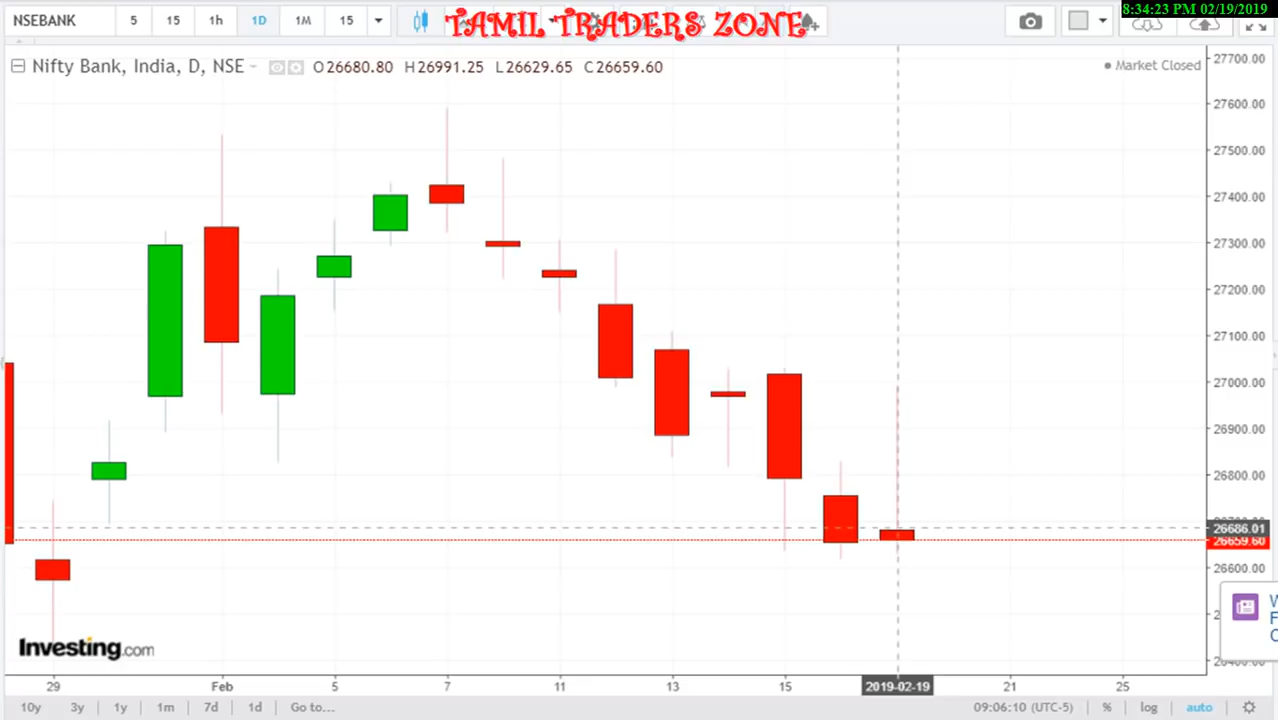 NSEBANK 5 15 1h 1D 1M 15
TAMIL TRADERS ZONE
8:34:23 PM 02/19/2019
Nifty Bank, India, D, NSE O26680.80 H26991.25 L26629.65 C26659.60
Market Closed
27700.00
27600.00
27500.00
27400.00
27300.00
27200.00
27100.00
27000.00
26900.00
26800.00
26686.01
26659.60
26600.00
W
F
C
Investing.com
29 Feb 5 7 11 13 15 2019-02-19 21 25
10y 3y 1y 1m 7d 1d Go to... 09:06:10 (UTC-5) % log auto